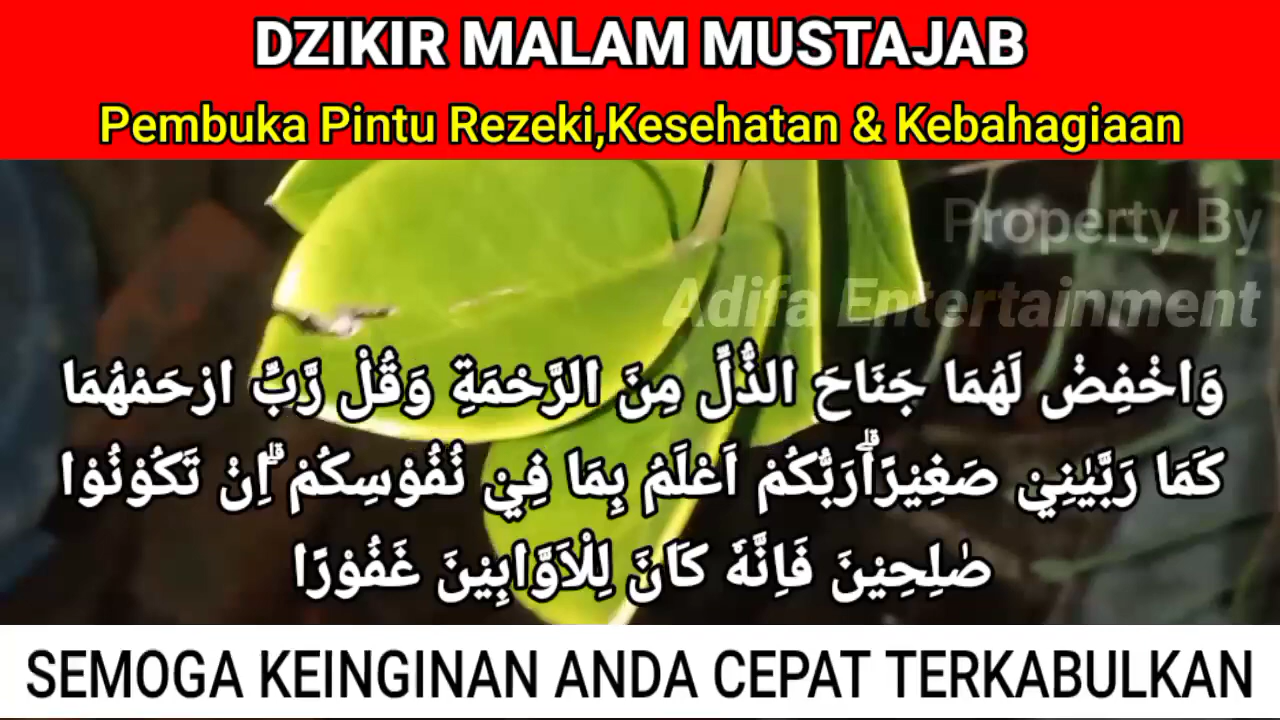 DZIKIR MALAM MUSTAJAB
Pembuka Pintu Rezeki,Kesehatan & Kebahagiaan
Property By
Adifa Entertainment
وَاخْفِضْ لَهُمَا جَنَاحَ الذُّلِّ مِنَ الرَّحْمَةِ وَقُلْ رَّبِّ ارْحَمْهُمَا
كَمَا رَبَّيٰنِيْ صَغِيْرًاۗرَبُّكُمْ اَعْلَمُ بِمَا فِيْ نُفُوْسِكُمْ ۗاِنْ تَكُوْنُوْا
صٰلِحِيْنَ فَاِنَّهٗ كَانَ لِلْاَوَّابِيْنَ غَفُوْرًا
SEMOGA KEINGINAN ANDA CEPAT TERKABULKAN